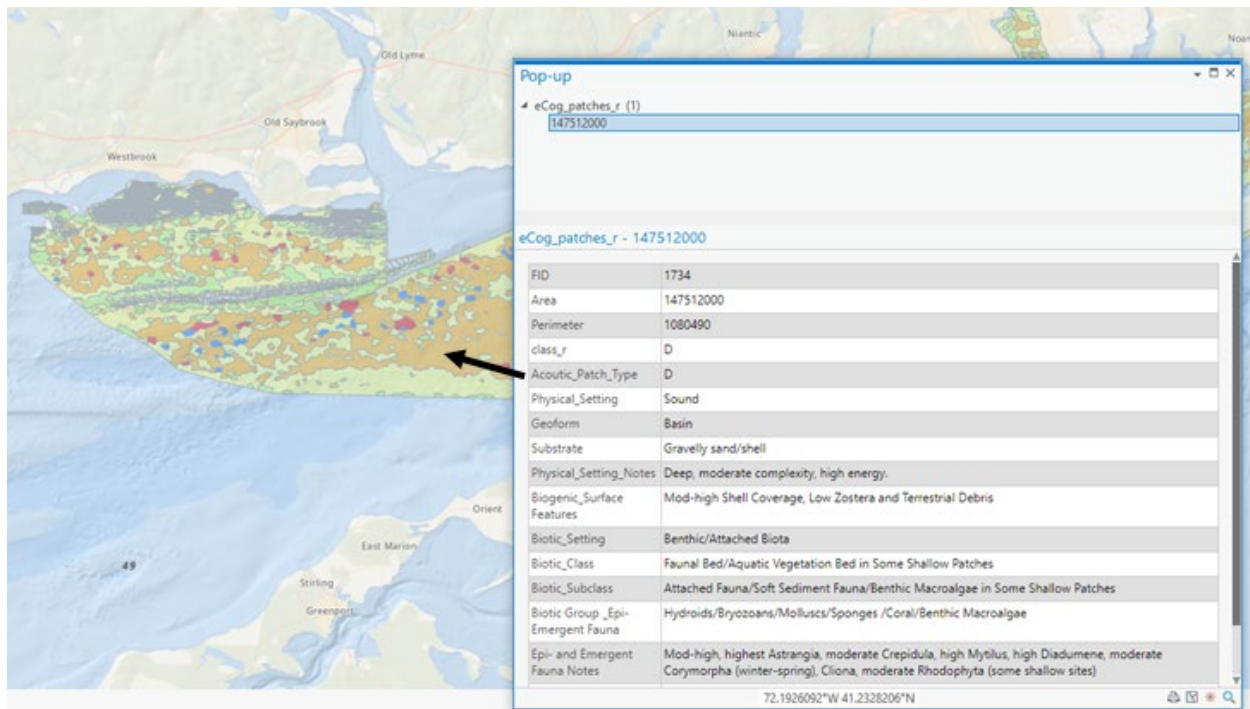 Niantic
Noan
Old Lyme
Pop-up
eCog_patches_r (1)
147512000
Old Saybrook
Westbrook
eCog_patches_r - 147512000
FID 1734
Area 147512000
Perimeter 1080490
class_r D
Acoutic_Patch_Type D
Physical_Setting Sound
Geoform Basin
Substrate Gravelly sand/shell
Physical_Setting_Notes Deep, moderate complexity, high energy.
Biogenic_Surface Mod-high Shell Coverage, Low Zostera and Terrestrial Debris
Features
Orient
Biotic_Setting Benthic/Attached Biota
East Marion
Biotic_Class Faunal Bed/Aquatic Vegetation Bed in Some Shallow Patches
49
Stirling
Biotic_Subclass Attached Fauna/Soft Sediment Fauna/Benthic Macroalgae in Some Shallow Patches
Greenport
Biotic Group _Epi- Hydroids/Bryozoans/Molluscs/Sponges /Coral/Benthic Macroalgae
Emergent Fauna
Epi- and Emergent Mod-high, highest Astrangia, moderate Crepidula, high Mytilus, high Diadumene, moderate
Fauna Notes Corymorpha (winter-spring), Cliona, moderate Rhodophyta (some shallow sites)
72.1926092°W 41.2328206°N